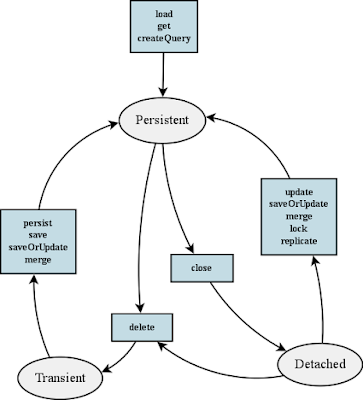 load
get
createQuery
Persistent
persist
save
saveOrUpdate
merge
update
saveOrUpdate
merge
lock
replicate
close
delete
Transient
Detached